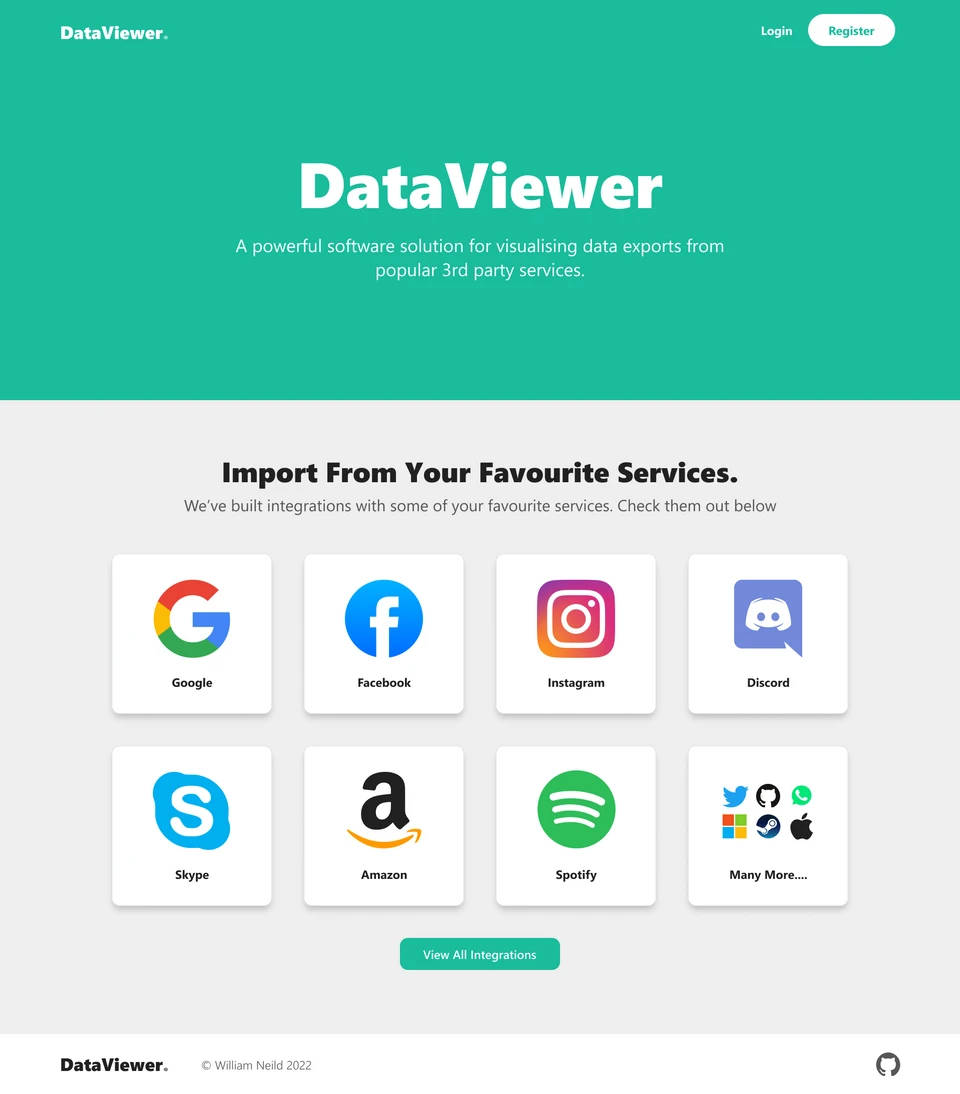 DataViewer.
Login
Register
DataViewer
A powerful software solution for visualising data exports from
popular 3rd party services.
Import From Your Favourite Services.
We’ve built integrations with some of your favourite services. Check them out below
Google
Facebook
Instagram
Discord
Skype
Amazon
Spotify
Many More....
View All Integrations
DataViewer.
© William Neild 2022